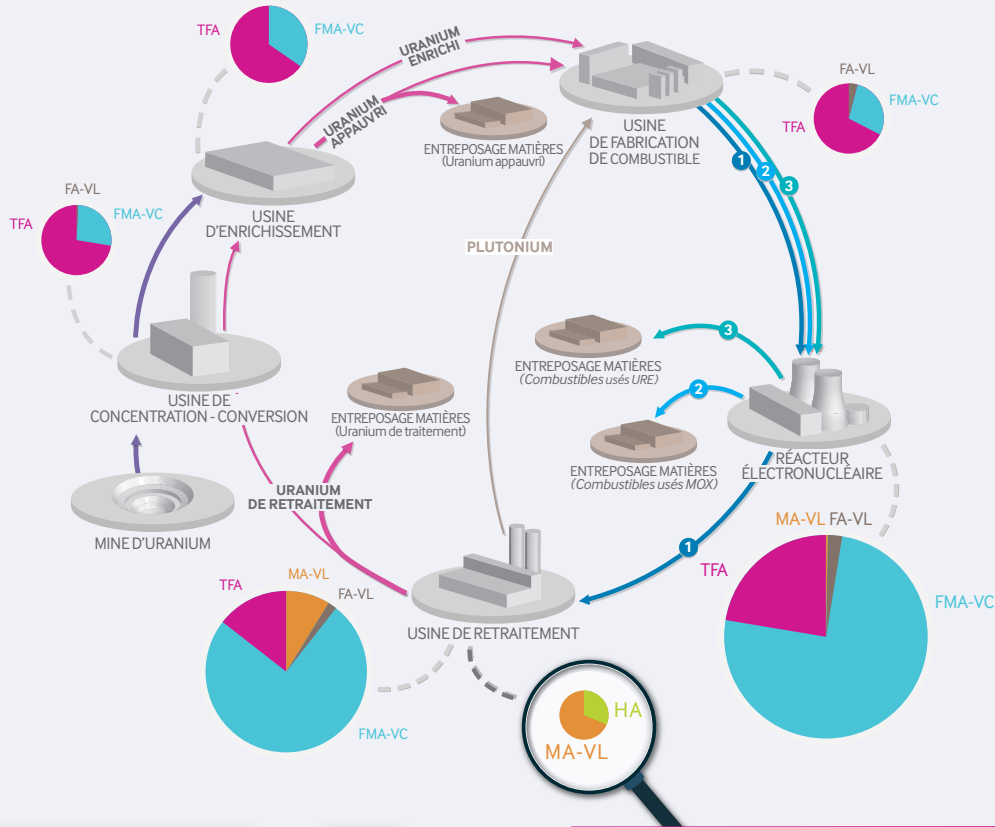 TFA
FMA-VC
URANIUM
ENRICHI
URANIUM
APPAUVRI
ENTREPOSAGE MATIÈRES
(Uranium appauvri)
USINE
DE FABRICATION
DE COMBUSTIBLE
FA-VL
FMA-VC
TFA
1
2
3
USINE
D'ENRICHISSEMENT
FA-VL
TFA
FMA-VC
PLUTONIUM
USINE DE
CONCENTRATION - CONVERSION
ENTREPOSAGE MATIÈRES
(Uranium de traitement)
3
ENTREPOSAGE MATIÈRES
(Combustibles usés URE)
2
ENTREPOSAGE MATIÈRES
(Combustibles usés MOX)
RÉACTEUR
ÉLECTRONUCLÉAIRE
URANIUM
DE RETRAITEMENT
MINE D'URANIUM
1
MA-VL FA-VL
TFA
FMA-VC
TFA
MA-VL
FA-VL
FMA-VC
USINE DE RETRAITEMENT
HA
MA-VL